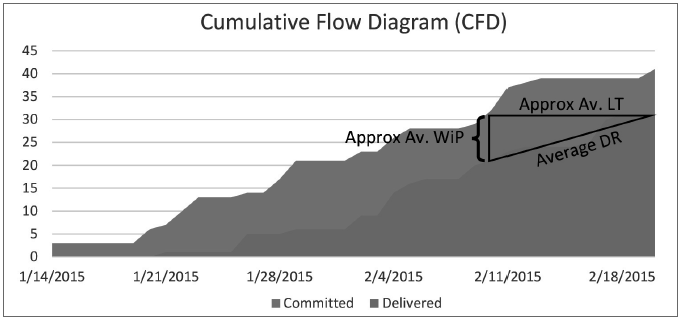 Cumulative Flow Diagram (CFD)
45
40
35
30
25
20
15
10
5
0
Approx Av. LT
Approx Av. WiP
Average DR
1/14/2015 1/21/2015 1/28/2015 2/4/2015 2/11/2015 2/18/2015
Committed Delivered